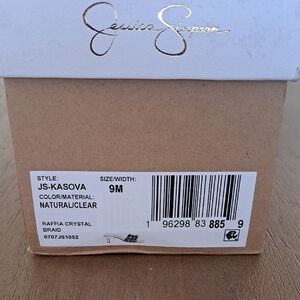 Jessica Simpson
STYLE: SIZE/WIDTH:
JS-KASOVA 9M
COLOR/MATERIAL:
NATURAL/CLEAR
RAFFIA CRYSTAL
BRAID
0707JS1052
1 96298 83 885 9